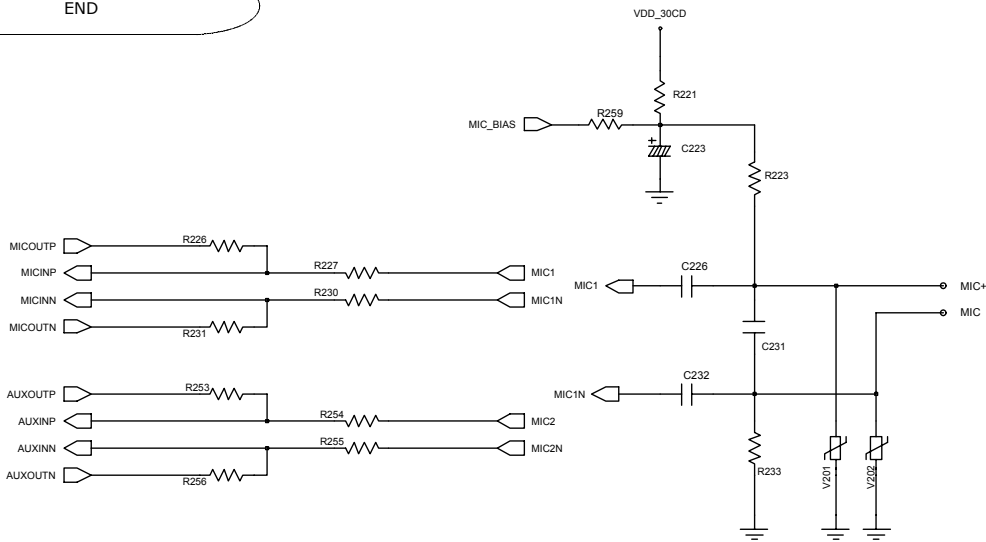 END
VDD_30CD
R221
R259
MIC_BIAS
C223
R223
MICOUTP
R226
MICINP
R227
MIC1
MICINN
R230
MIC1N
MICOUTN
R231
MIC1
C226
MIC+
MIC
C231
AUXOUTP
R253
AUXINP
R254
MIC2
AUXINN
R255
MIC2N
AUXOUTN
R256
MIC1N
C232
R233
V201
V202
+